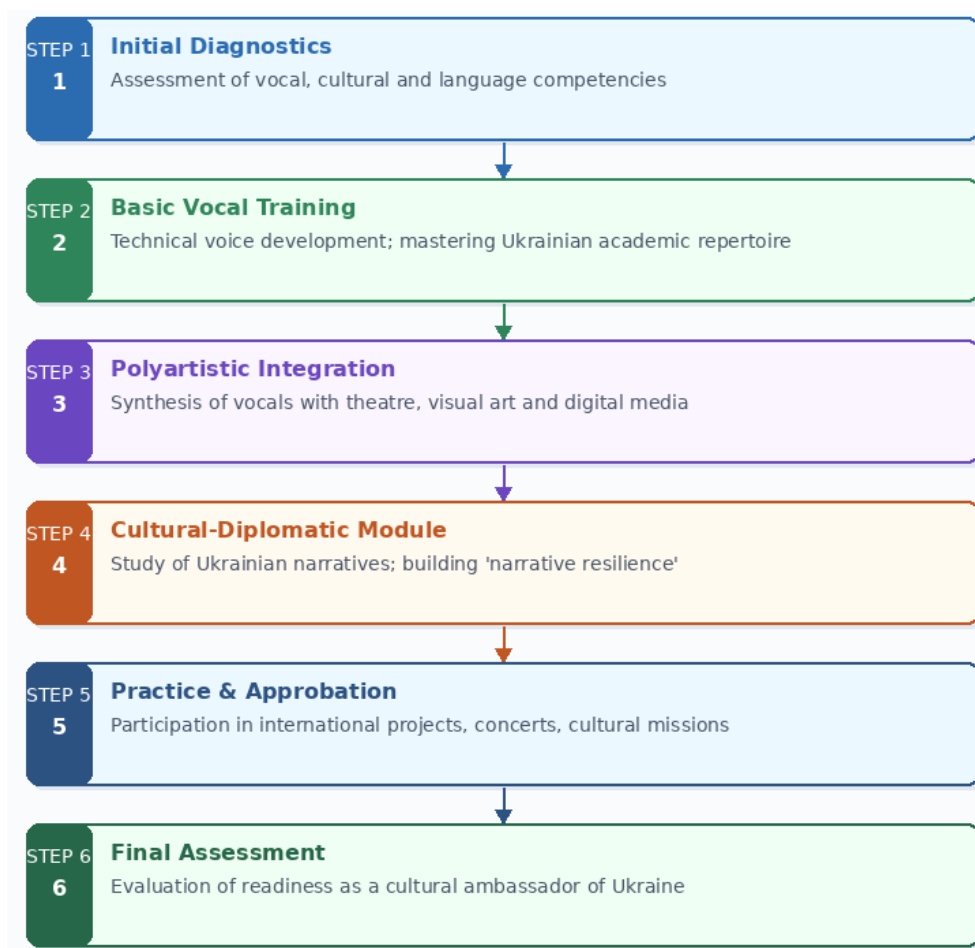 STEP 1
1
Initial Diagnostics
Assessment of vocal, cultural and language competencies
STEP 2
2
Basic Vocal Training
Technical voice development; mastering Ukrainian academic repertoire
STEP 3
3
Polyartistic Integration
Synthesis of vocals with theatre, visual art and digital media
STEP 4
4
Cultural-Diplomatic Module
Study of Ukrainian narratives; building 'narrative resilience'
STEP 5
5
Practice & Approbation
Participation in international projects, concerts, cultural missions
STEP 6
6
Final Assessment
Evaluation of readiness as a cultural ambassador of Ukraine